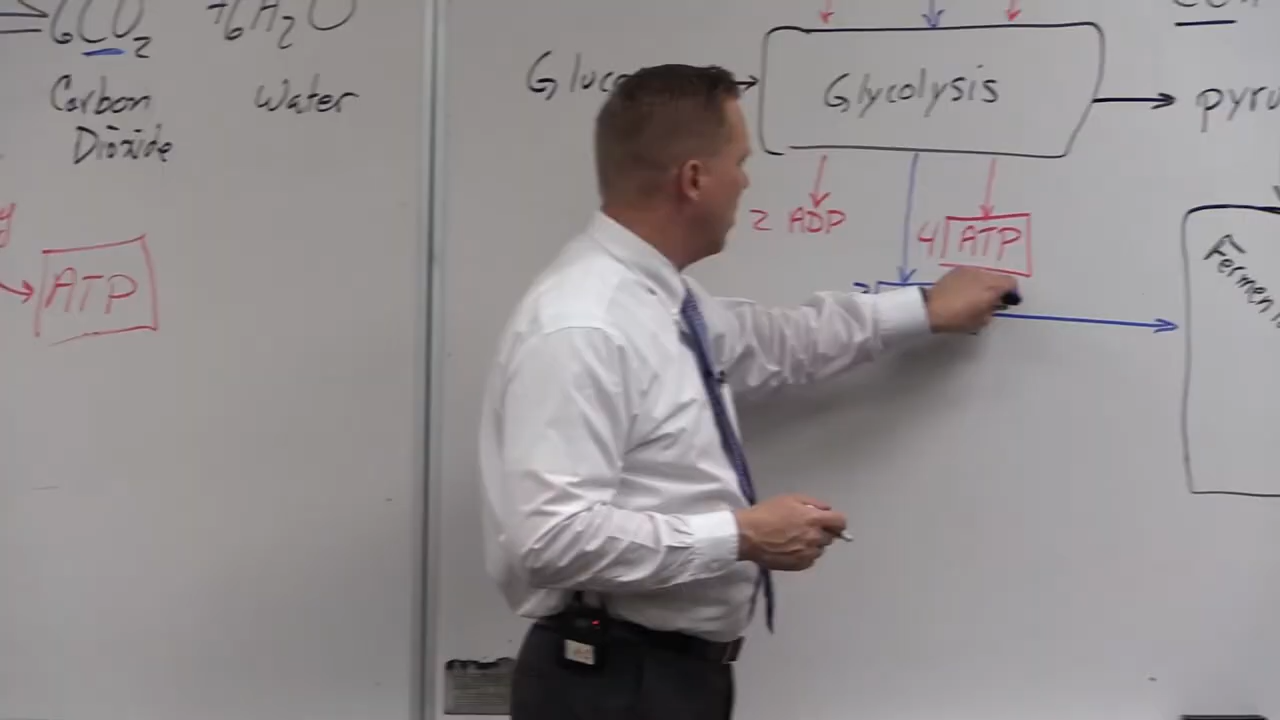 6CO2 +6H2O
Carbon
Dioxide
Water
ATP
Glycolysis
2 ADP
4 ATP